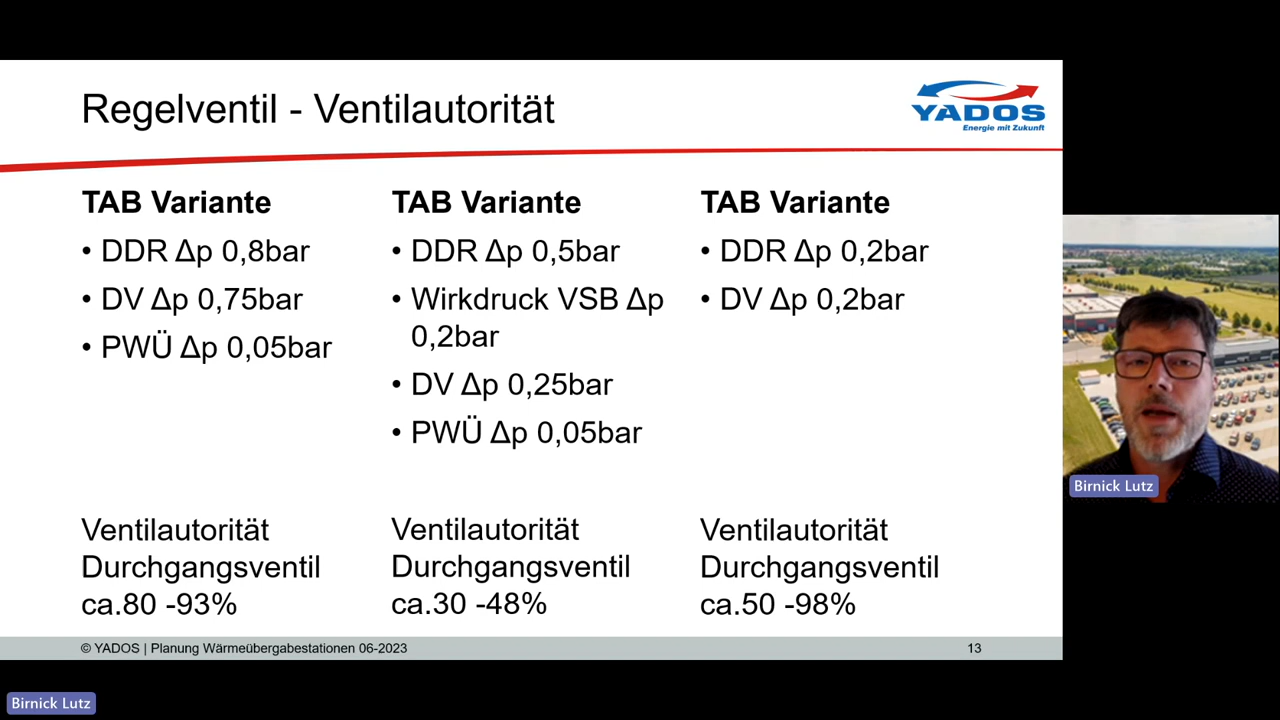 Regelventil - Ventilautorität
YADOS
Energie mit Zukunft
TAB Variante
• DDR Δp 0,8bar
• DV Δp 0,75bar
• PWÜ Δp 0,05bar
Ventilautorität
Durchgangsventil
ca.80 -93%
TAB Variante
• DDR Δp 0,5bar
• Wirkdruck VSB Δp
0,2bar
• DV Δp 0,25bar
• PWÜ Δp 0,05bar
Ventilautorität
Durchgangsventil
ca.30 -48%
TAB Variante
• DDR Δp 0,2bar
• DV Δp 0,2bar
Ventilautorität
Durchgangsventil
ca.50 -98%
© YADOS | Planung Wärmeübergabestationen 06-2023
13
Birnick Lutz
Birnick Lutz